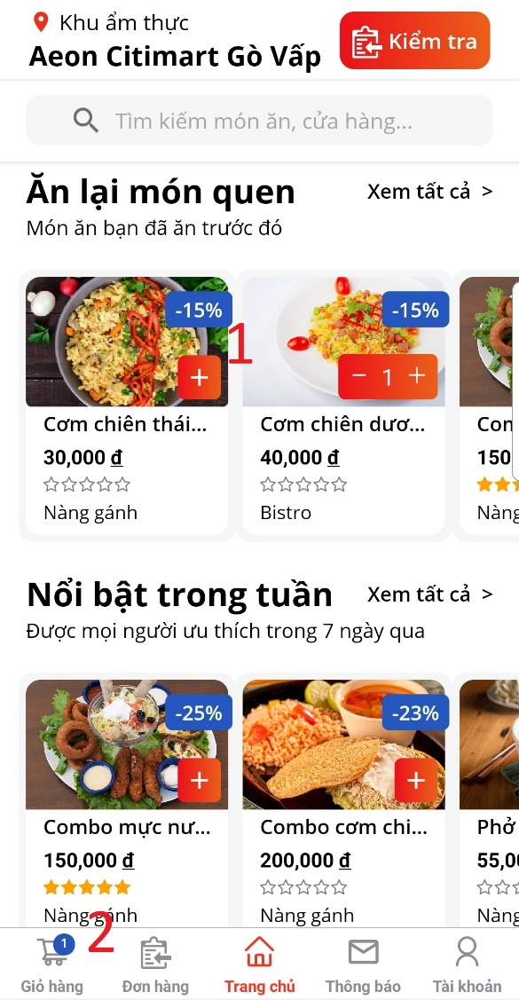 Khu ẩm thực
Aeon Citimart Gò Vấp
Kiểm tra
Tìm kiếm món ăn, cửa hàng...
Ăn lại món quen
Xem tất cả >
Món ăn bạn đã ăn trước đó
-15%
-15%
1
+
− 1 +
Cơm chiên thái...
Cơm chiên dươ...
Con
30,000 đ
40,000 đ
150
Nàng gánh
Bistro
Nàng
Nổi bật trong tuần
Xem tất cả >
Được mọi người ưu thích trong 7 ngày qua
-25%
-23%
+
+
Combo mực nư...
Combo cơm chi...
Phở
150,000 đ
200,000 đ
55,0
Nàng gánh
Nàng gánh
Nàng
2
1
Giỏ hàng
Đơn hàng
Trang chủ
Thông báo
Tài khoản